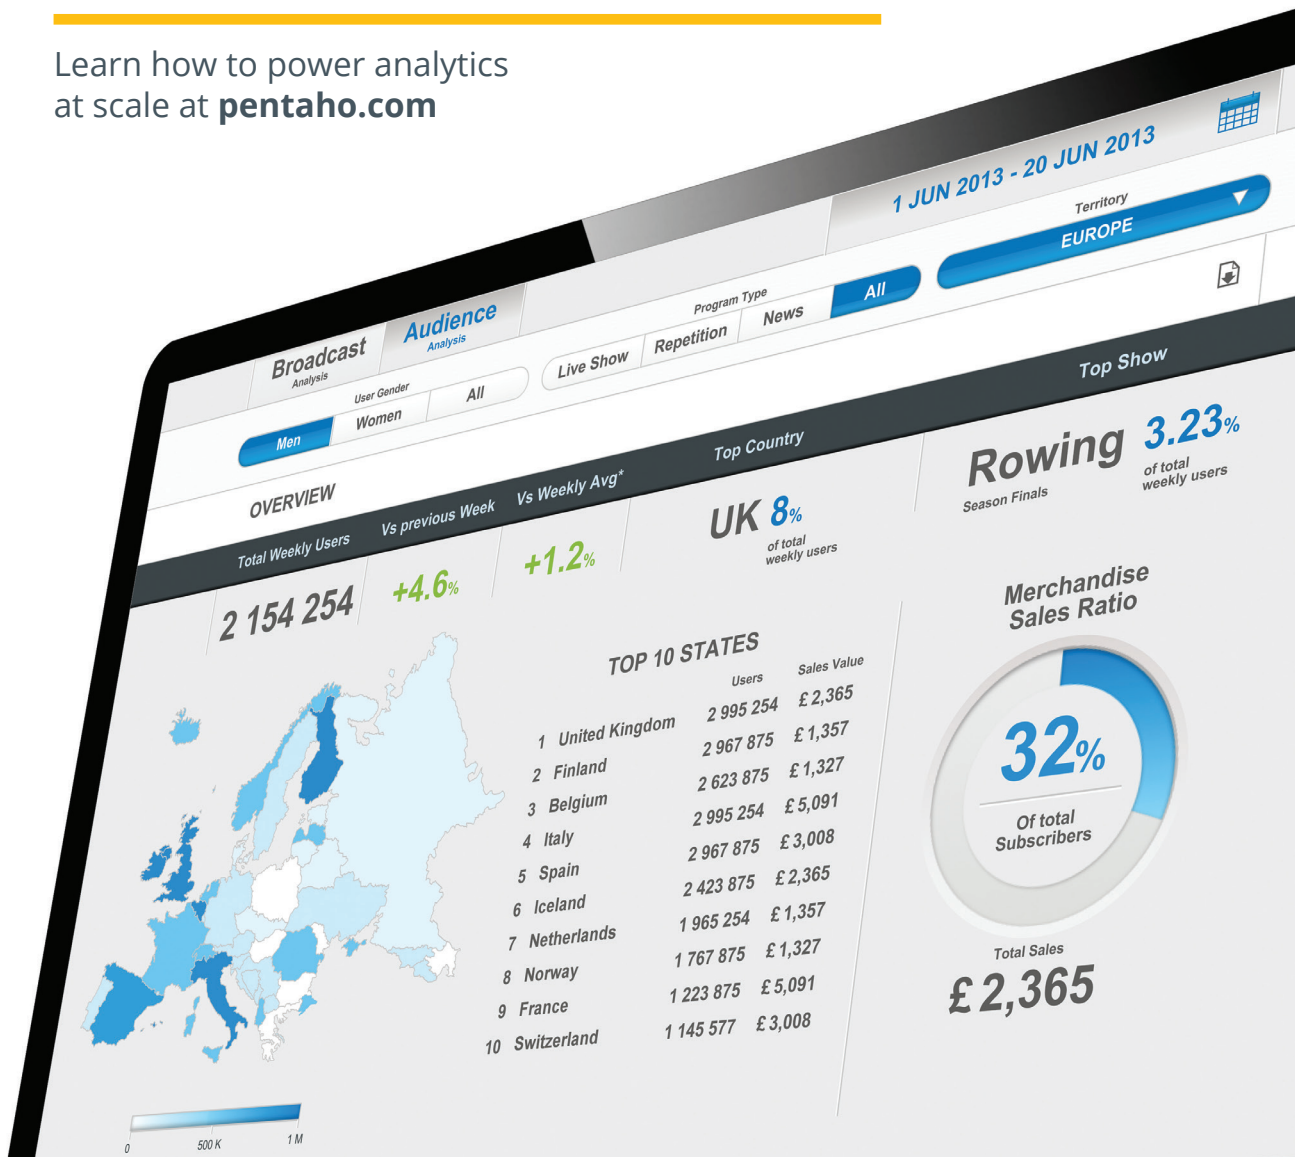 Learn how to power analytics
at scale at pentaho.com
1 JUN 2013 - 20 JUN 2013
Broadcast
Analysis
Audience
Analysis
User Gender
Men
Women
All
Program Type
Live Show
Repetition
News
All
Territory
EUROPE
OVERVIEW
Total Weekly Users
Vs previous Week
Vs Weekly Avg*
Top Country
Top Show
2 154 254
+4.6%
+1.2%
UK 8%
of total
weekly users
Rowing
Season Finals
3.23%
of total
weekly users
TOP 10 STATES
Users Sales Value
1 United Kingdom 2 995 254 £ 2,365
2 Finland 2 967 875 £ 1,357
3 Belgium 2 623 875 £ 1,327
4 Italy 2 995 254 £ 5,091
5 Spain 2 967 875 £ 3,008
6 Iceland 2 423 875 £ 2,365
7 Netherlands 1 965 254 £ 1,357
8 Norway 1 767 875 £ 1,327
9 France 1 223 875 £ 5,091
10 Switzerland 1 145 577 £ 3,008
Merchandise
Sales Ratio
32%
Of total
Subscribers
Total Sales
£ 2,365
0 500 K 1 M